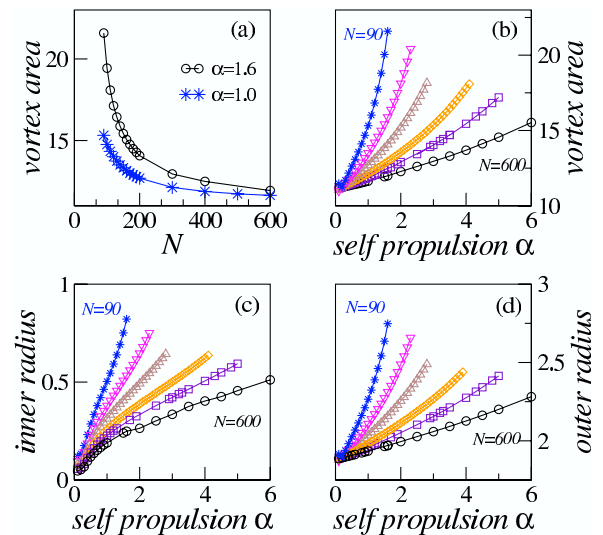 (a)
α=1.6
α=1.0
vortex area
20
15
0
200
400
600
N
(b)
N=90
N=600
vortex area
20
15
10
0
2
4
6
self propulsion α
(c)
N=90
N=600
inner radius
1
0.5
0
0
2
4
6
self propulsion α
(d)
N=90
N=600
outer radius
3
2.5
2
0
2
4
6
self propulsion α